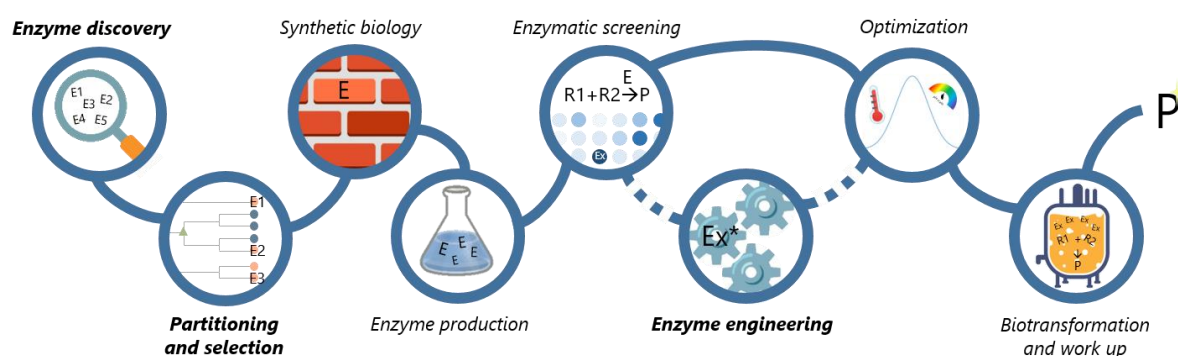 Enzyme discovery
Synthetic biology
Enzymatic screening
Optimization
E1
E3 E2
E4 E5
E
E
R1+R2→P
Ex
P
E1
E2
E3
E E E
E
Ex*
Ex Ex Ex Ex
R1 + R2
↓
P
Partitioning
and selection
Enzyme production
Enzyme engineering
Biotransformation
and work up